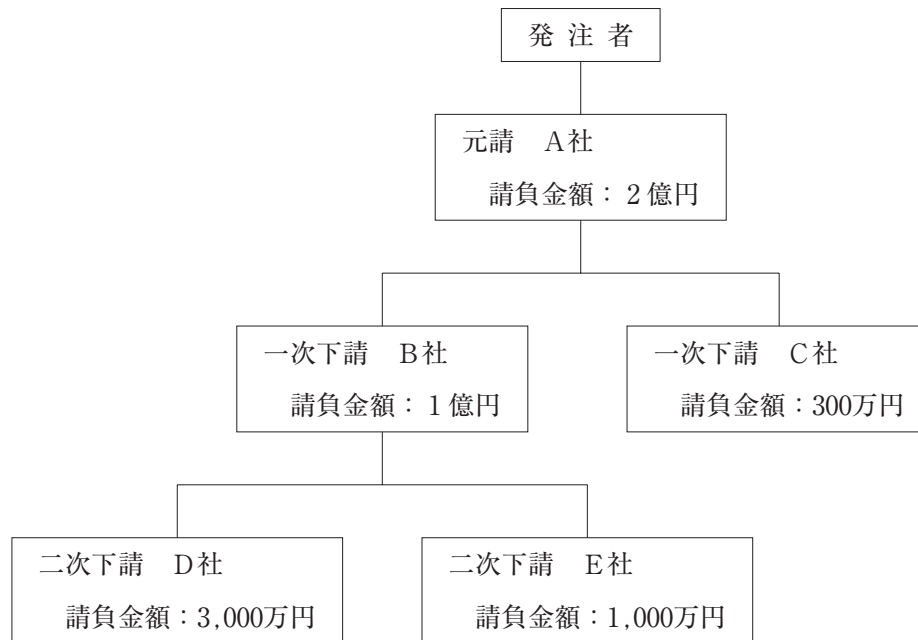 発 注 者
元請　A社
請負金額：２億円
一次下請　B社
請負金額：１億円
一次下請　C社
請負金額：300万円
二次下請　D社
請負金額：3,000万円
二次下請　E社
請負金額：1,000万円